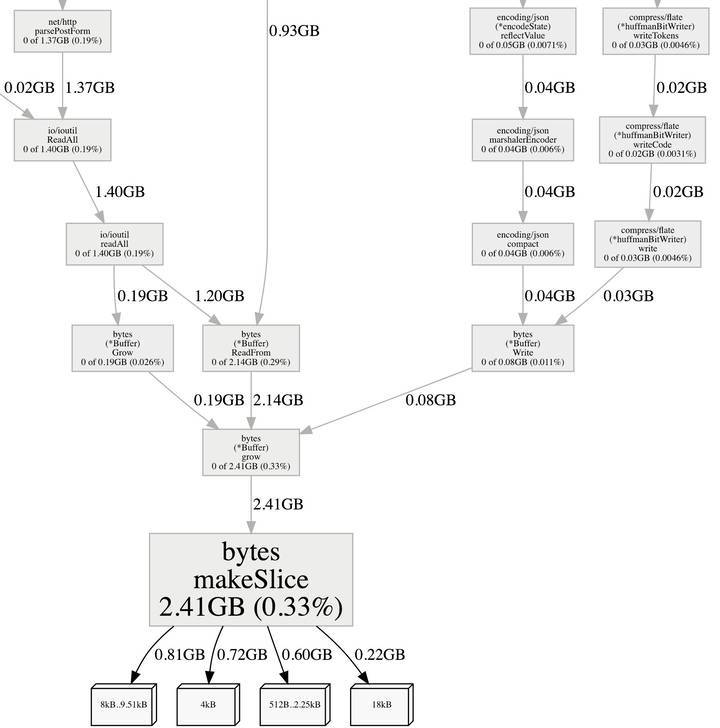 net/http
parsePostForm
0 of 1.37GB (0.19%)
0.93GB
encoding/json
(*encodeState)
reflectValue
0 of 0.05GB (0.0071%)
compress/flate
(*huffmanBitWriter)
writeTokens
0 of 0.03GB (0.0046%)
0.02GB
1.37GB
0.04GB
0.02GB
io/ioutil
ReadAll
0 of 1.40GB (0.19%)
encoding/json
marshalerEncoder
0 of 0.04GB (0.006%)
compress/flate
(*huffmanBitWriter)
writeCode
0 of 0.02GB (0.0031%)
1.40GB
0.04GB
0.02GB
io/ioutil
readAll
0 of 1.40GB (0.19%)
encoding/json
compact
0 of 0.04GB (0.006%)
compress/flate
(*huffmanBitWriter)
write
0 of 0.03GB (0.0046%)
0.19GB
1.20GB
0.04GB
0.03GB
bytes
(*Buffer)
Grow
0 of 0.19GB (0.026%)
bytes
(*Buffer)
ReadFrom
0 of 2.14GB (0.29%)
bytes
(*Buffer)
Write
0 of 0.08GB (0.011%)
0.19GB
2.14GB
0.08GB
bytes
(*Buffer)
grow
0 of 2.41GB (0.33%)
2.41GB
bytes
makeSlice
2.41GB (0.33%)
0.81GB
0.72GB
0.60GB
0.22GB
8kB..9.51kB
4kB
512B..2.25kB
18kB